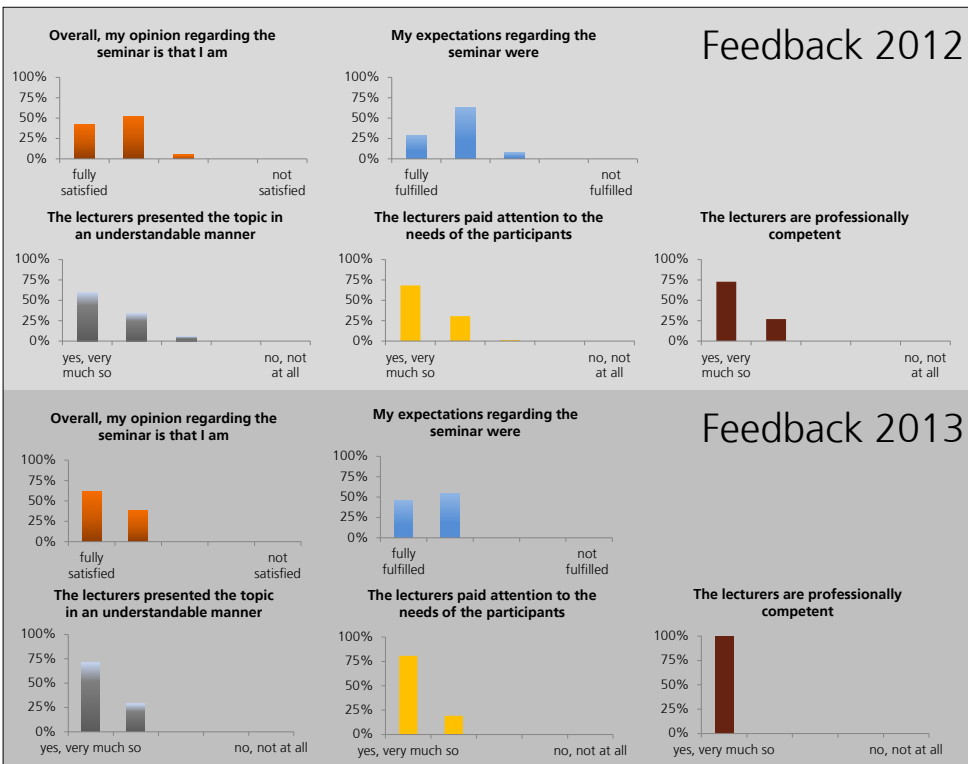 Feedback 2012
Overall, my opinion regarding the
seminar is that I am
100%
75%
50%
25%
0%
fully
satisfied
not
satisfied
My expectations regarding the
seminar were
100%
75%
50%
25%
0%
fully
fulfilled
not
fulfilled
The lecturers presented the topic in
an understandable manner
100%
75%
50%
25%
0%
yes, very
much so
no, not
at all
The lecturers paid attention to the
needs of the participants
100%
75%
50%
25%
0%
yes, very
much so
no, not
at all
The lecturers are professionally
competent
100%
75%
50%
25%
0%
yes, very
much so
no, not
at all
Feedback 2013
Overall, my opinion regarding the
seminar is that I am
100%
75%
50%
25%
0%
fully
satisfied
not
satisfied
My expectations regarding the
seminar were
100%
75%
50%
25%
0%
fully
fulfilled
not
fulfilled
The lecturers presented the topic
in an understandable manner
100%
75%
50%
25%
0%
yes, very much so
no, not at all
The lecturers paid attention to the
needs of the participants
100%
75%
50%
25%
0%
yes, very much so
no, not at all
The lecturers are professionally
competent
100%
75%
50%
25%
0%
yes, very much so
no, not at all